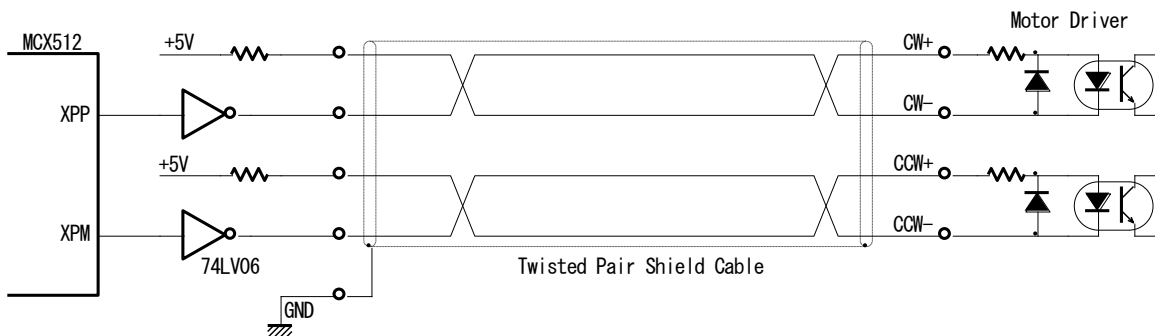 Motor Driver
MCX512
+5V
CW+
XPP
CW-
+5V
CCW+
XPM
CCW-
74LV06
Twisted Pair Shield Cable
GND